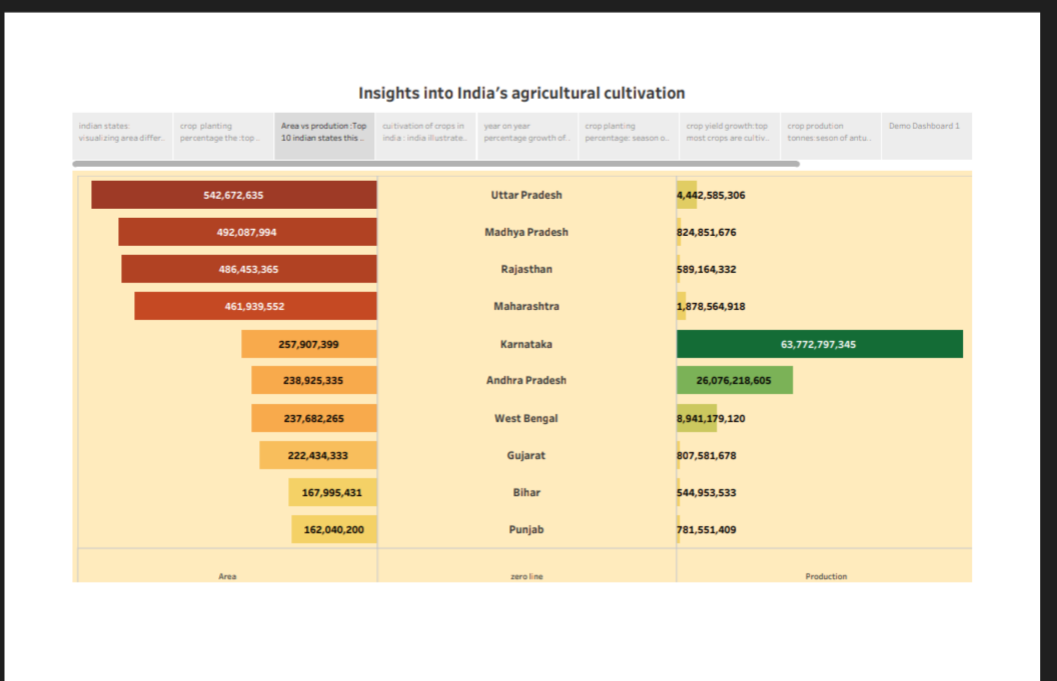 Insights into India's agricultural cultivation
indian states:
visualizing area differ..
crop planting
percentage the :top ..
Area vs prodution :Top
10 indian states this ..
cultivation of crops in
india : india illustrate..
year on year
percentage growth of..
crop planting
percentage: season o..
crop yield growth:top
most crops are cultiv..
crop prodution
tonnes seson of antu..
Demo Dashboard 1
542,672,635 Uttar Pradesh 4,442,585,306
492,087,994 Madhya Pradesh 824,851,676
486,453,365 Rajasthan 589,164,332
461,939,552 Maharashtra 1,878,564,918
257,907,399 Karnataka 63,772,797,345
238,925,335 Andhra Pradesh 26,076,218,605
237,682,265 West Bengal 8,941,179,120
222,434,333 Gujarat 807,581,678
167,995,431 Bihar 544,953,533
162,040,200 Punjab 781,551,409
Area zero line Production